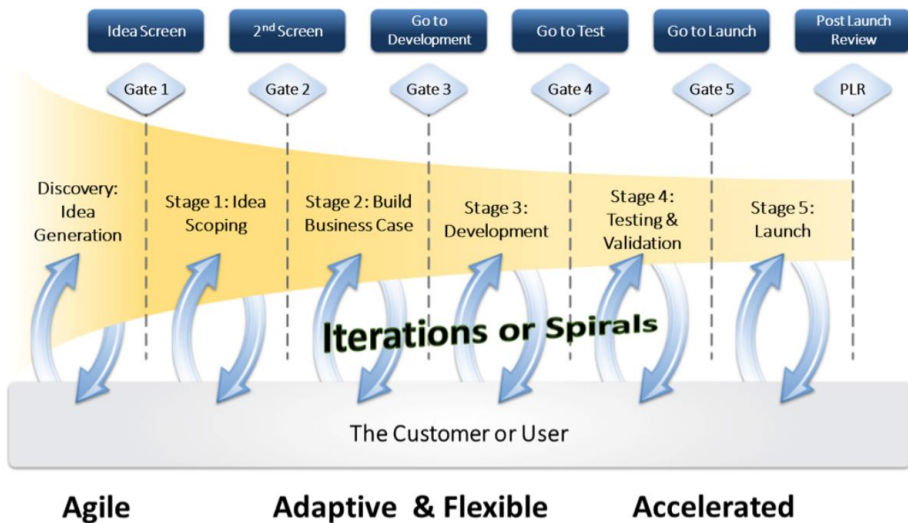 Idea Screen
2nd Screen
Go to
Development
Go to Test
Go to Launch
Post Launch
Review
Gate 1
Gate 2
Gate 3
Gate 4
Gate 5
PLR
Discovery:
Idea
Generation
Stage 1: Idea
Scoping
Stage 2: Build
Business Case
Stage 3:
Development
Stage 4:
Testing &
Validation
Stage 5:
Launch
Iterations or Spirals
The Customer or User
Agile
Adaptive & Flexible
Accelerated